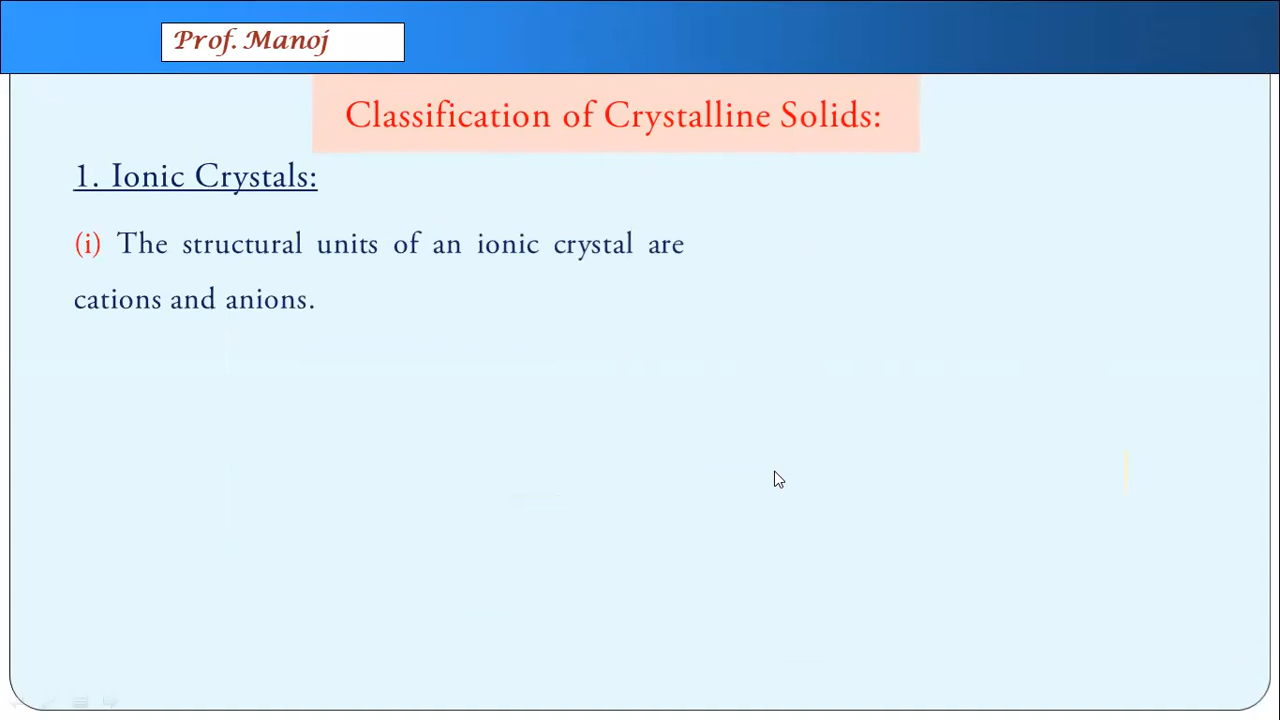 Prof. Manoj
Classification of Crystalline Solids:
1. Ionic Crystals:
(i) The structural units of an ionic crystal are
cations and anions.